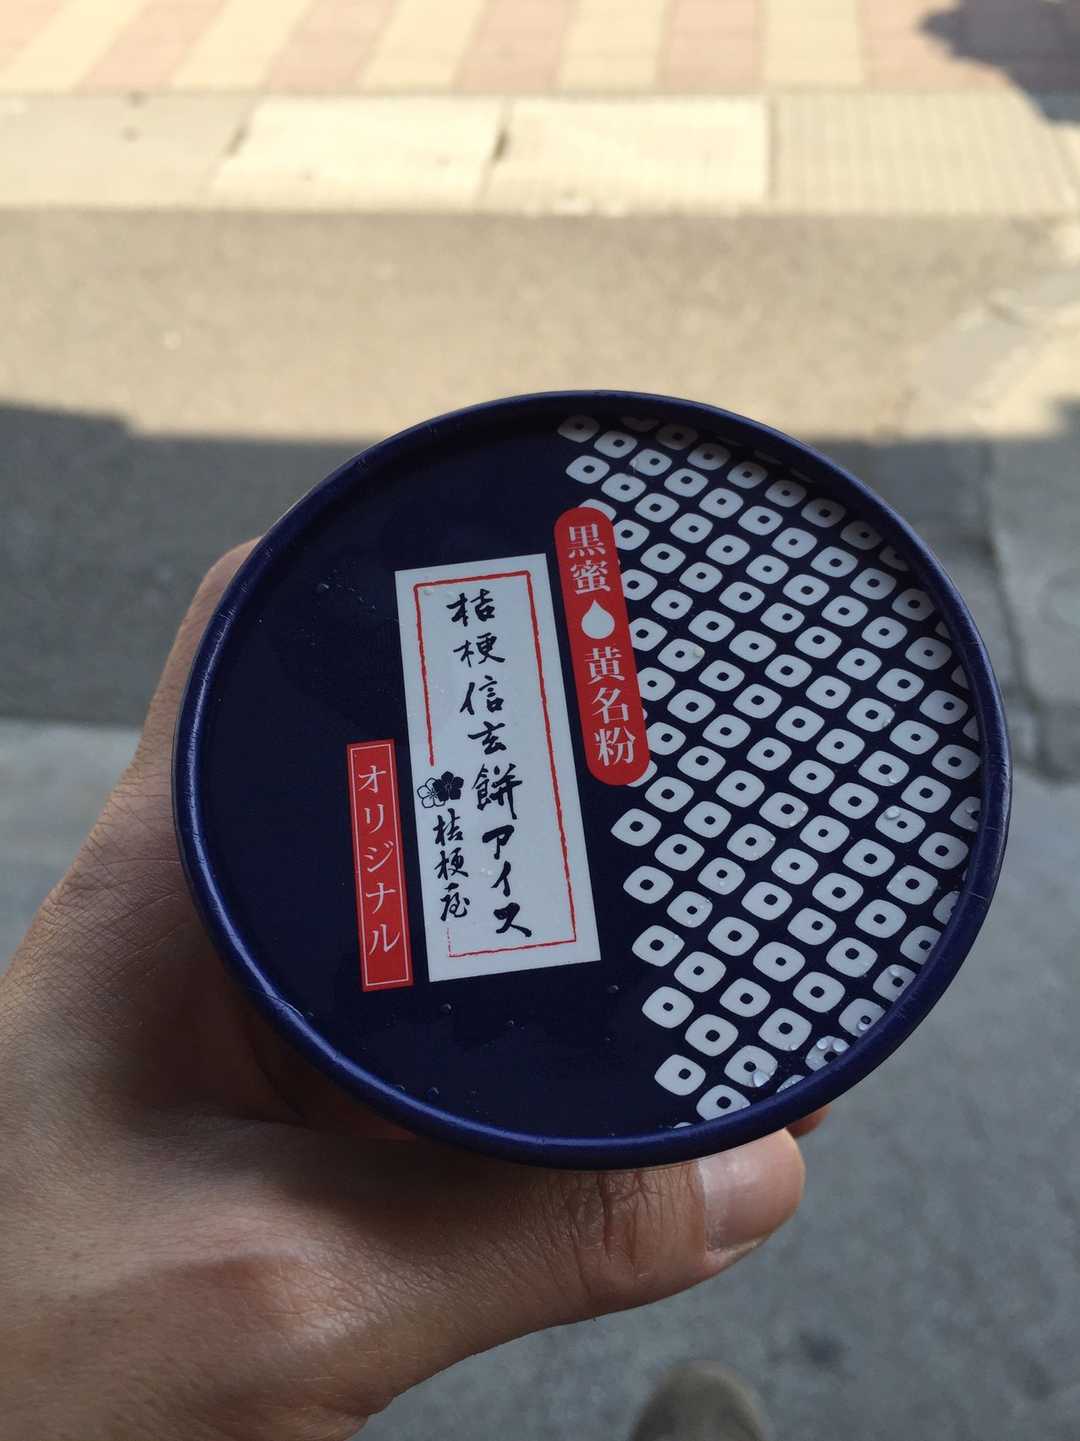 黒蜜 黄名粉
桔梗信玄餅アイス
桔梗屋
オリジナル